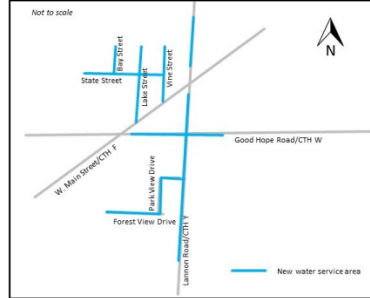 Not to scale
Bay Street
State Street
Lake Street
Vine Street
N
Good Hope Road/CTH W
W. Main Street/CTH F
Park View Drive
Forest View Drive
Lannon Road/CTH Y
New water service area